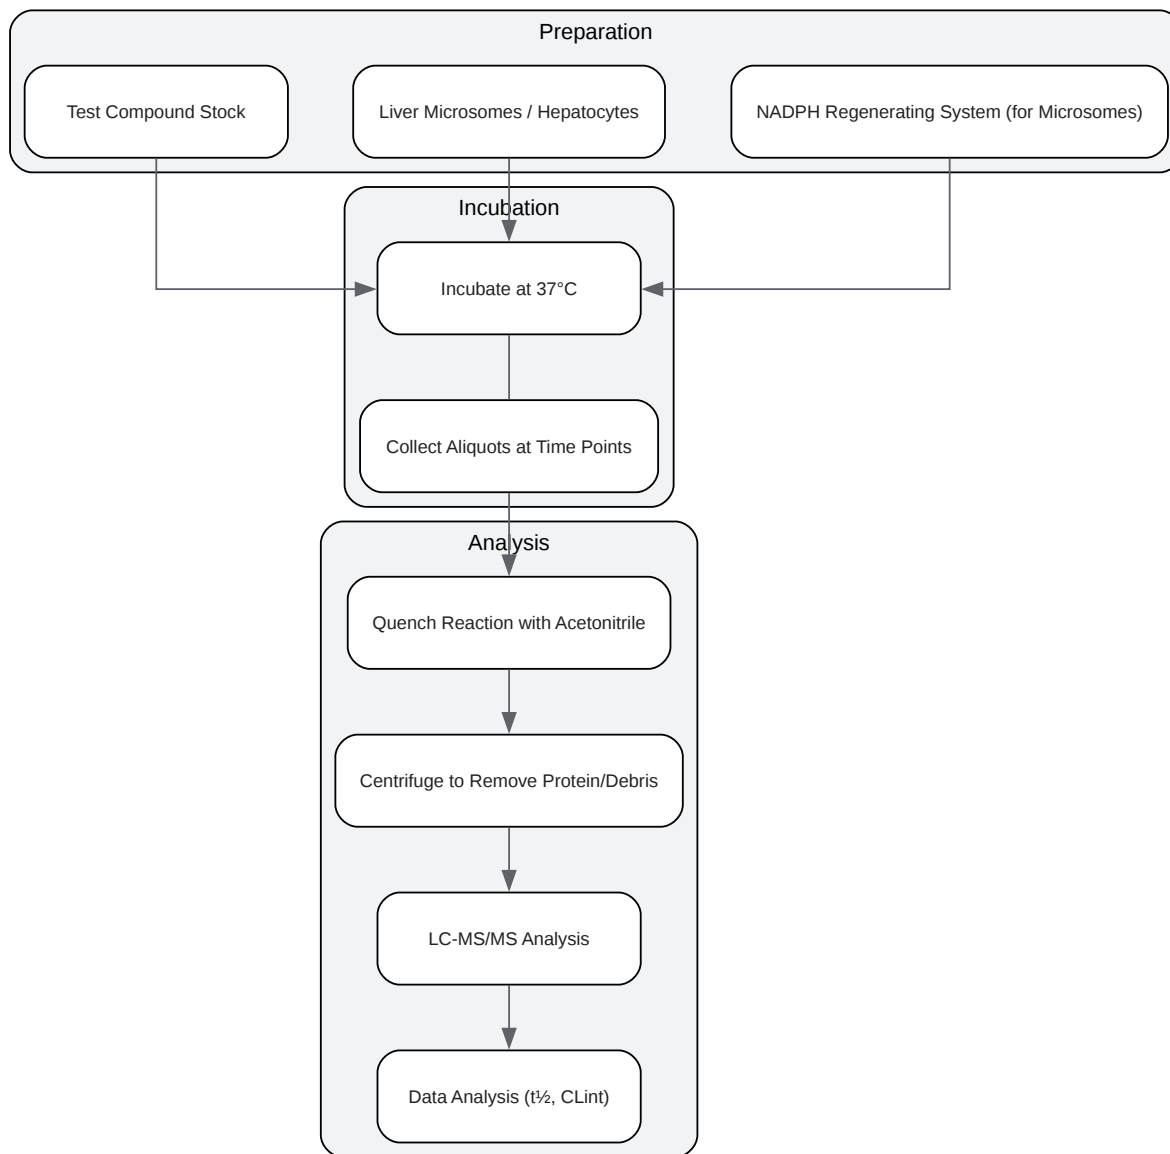 Preparation
Test Compound Stock
Liver Microsomes / Hepatocytes
NADPH Regenerating System (for Microsomes)
Incubation
Incubate at 37°C
Collect Aliquots at Time Points
Analysis
Quench Reaction with Acetonitrile
Centrifuge to Remove Protein/Debris
LC-MS/MS Analysis
Data Analysis (t½, CLint)